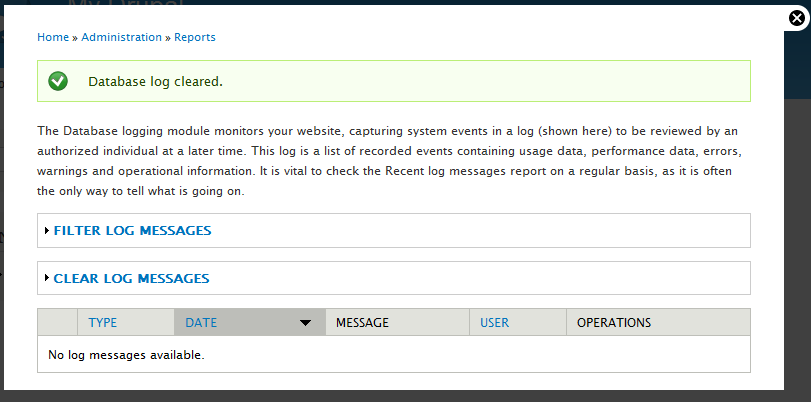 My Drupal
Home » Administration » Reports
Database log cleared.
The Database logging module monitors your website, capturing system events in a log (shown here) to be reviewed by an
authorized individual at a later time. This log is a list of recorded events containing usage data, performance data, errors,
warnings and operational information. It is vital to check the Recent log messages report on a regular basis, as it is often
the only way to tell what is going on.
FILTER LOG MESSAGES
CLEAR LOG MESSAGES
TYPE DATE MESSAGE USER OPERATIONS
No log messages available.